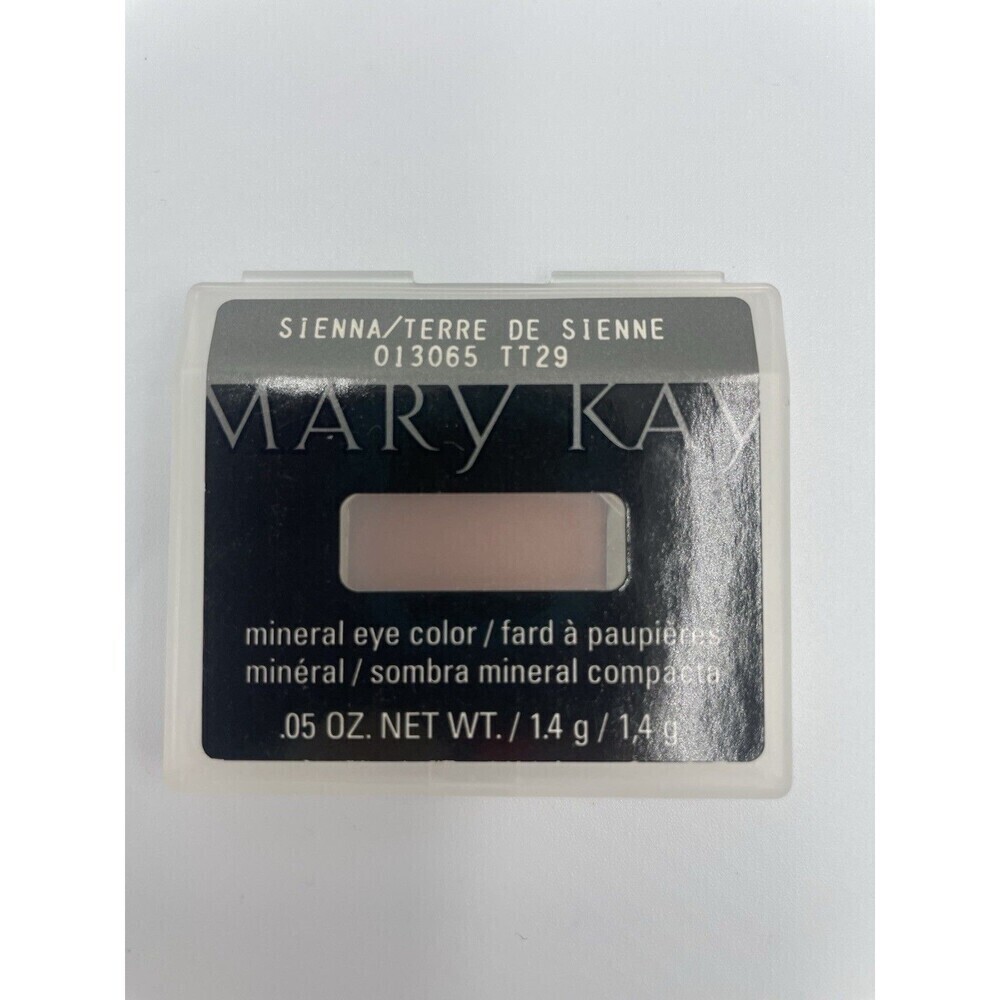 SIENNA/TERRE DE SIENNE
013065 TT29
MARY KAY
mineral eye color / fard à paupières
minéral / sombra mineral compacta
.05 OZ. NET WT. / 1.4 g / 1,4 g